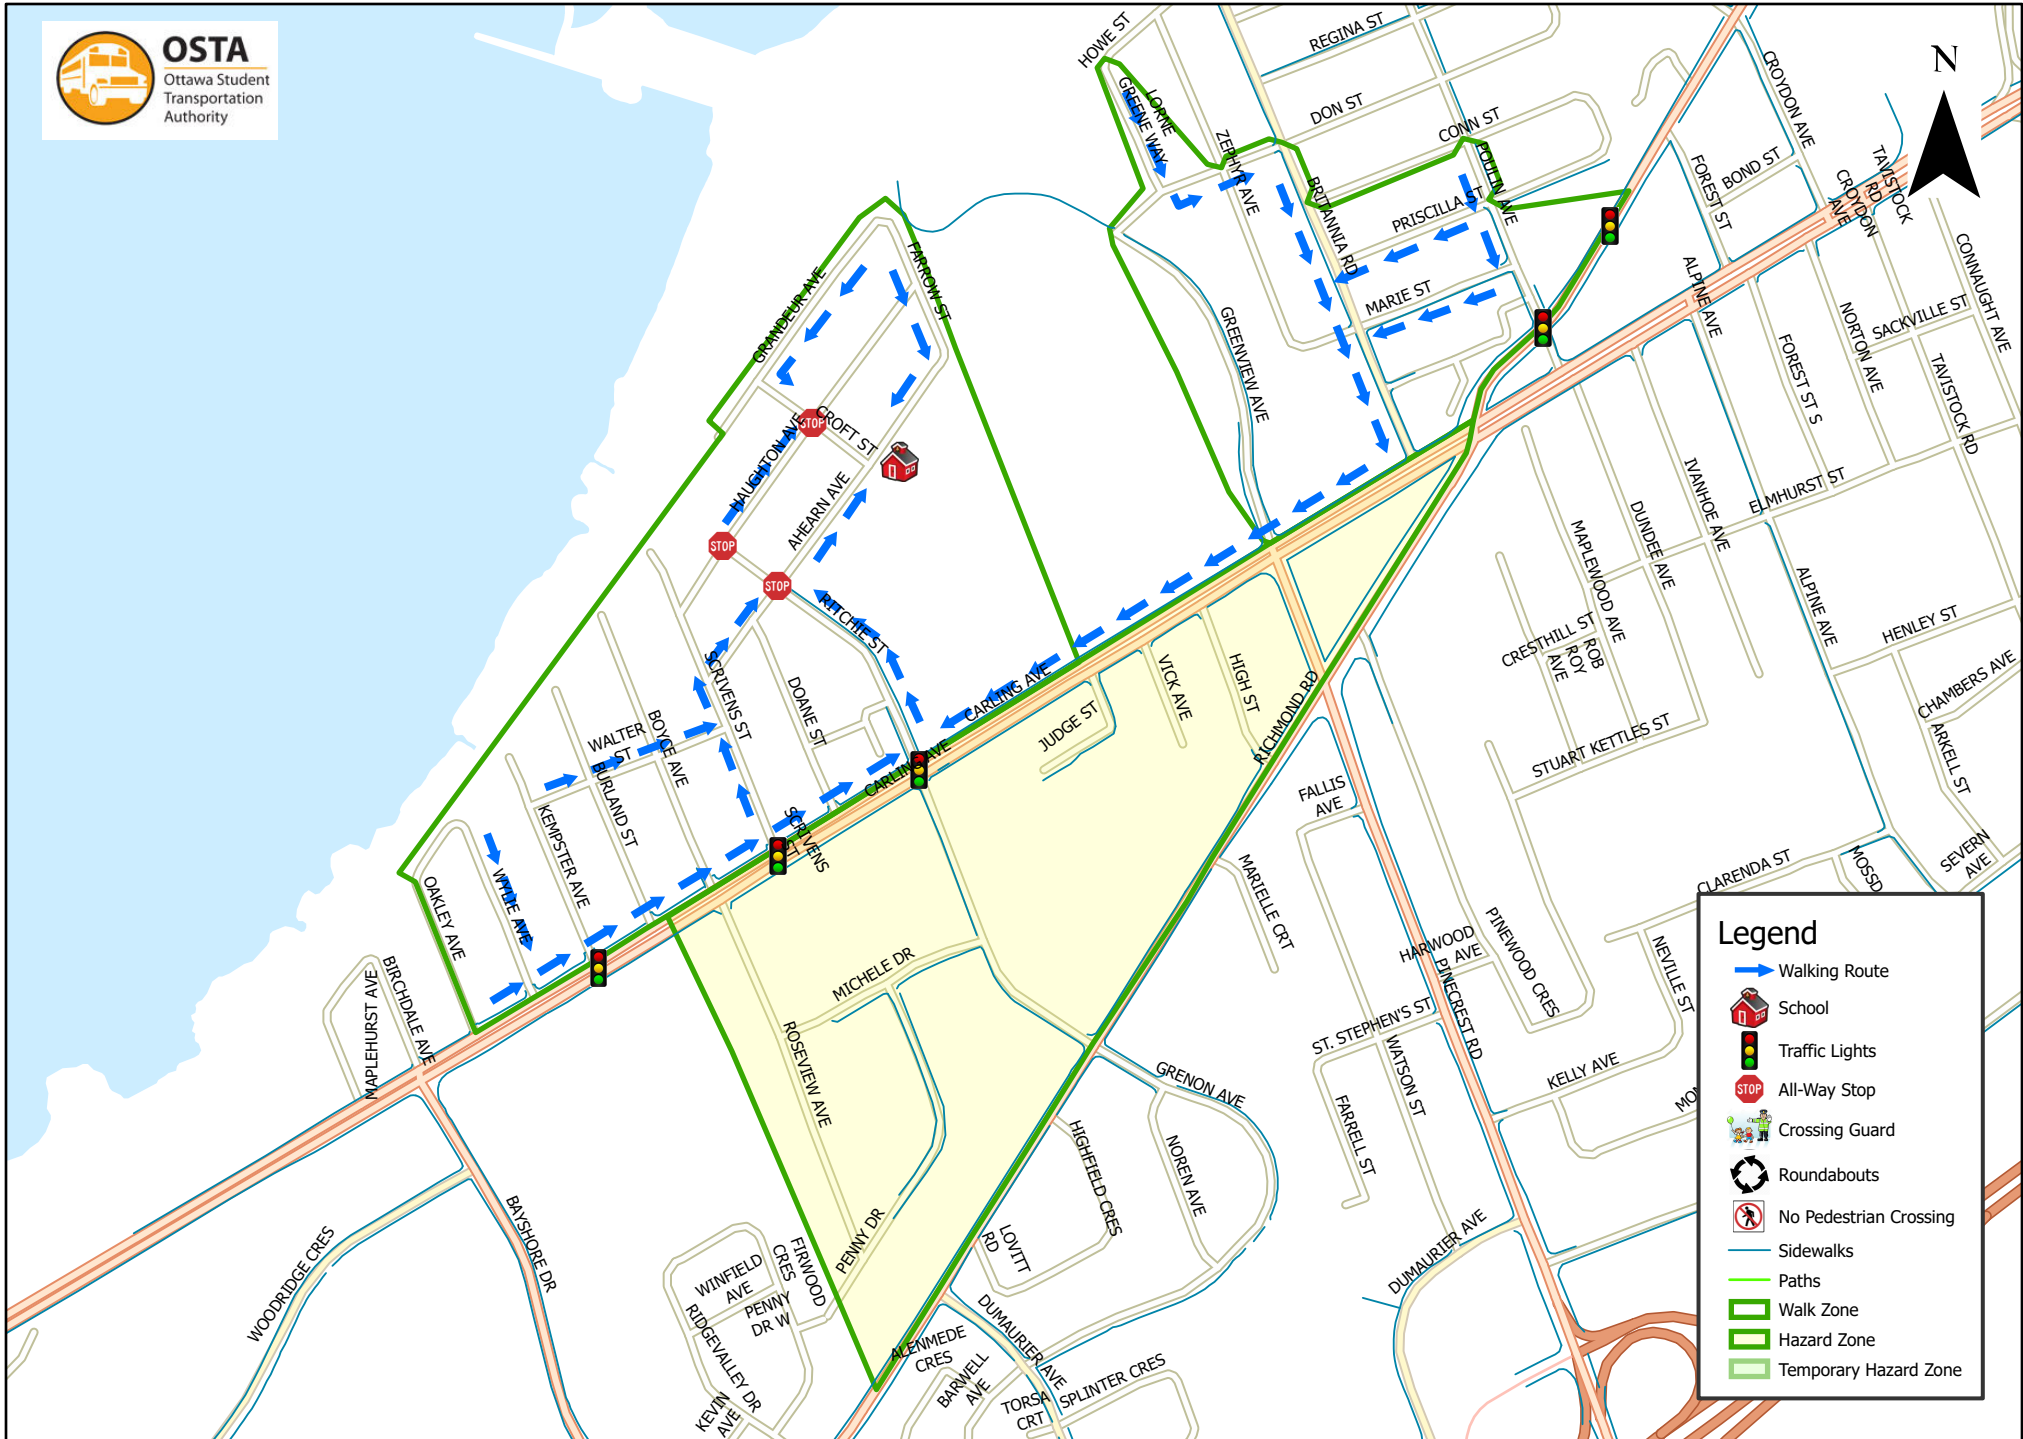 OSTA
Ottawa Student
Transportation
Authority
N
HOWE ST
REGINA ST
CROYDON AVE
GREENE WAY
LORNE
DON ST
CONN ST
ZEPHYR AVE
POULIN AVE
FOREST ST
BOND ST
TAVISTOCK
RD
CROYDON
AVE
BRITANNIA RD
PRISCILLA ST
CONNAUGHT AVE
FARROW ST
GRANDEUR AVE
ALPINE AVE
MARIE ST
GREENVIEW AVE
NORTON AVE
SACKVILLE ST
FOREST ST S
TAVISTOCK RD
STOP
CROFT ST
HAUGHTON AVE
AHEARN AVE
IVANHOE AVE
ELMHURST ST
DUNDEE AVE
MAPLEWOOD AVE
STOP
STOP
RITCHIE ST
ALPINE AVE
CRESTHILL ST
ROB
ROY
AVE
HENLEY ST
SCRIVENS ST
DOANE ST
CARLING AVE
VICK AVE
HIGH ST
RICHMOND RD
CHAMBERS AVE
JUDGE ST
WALTER
ST
BOYCE AVE
BURLAND ST
CARLING AVE
STUART KETTLES ST
ARKELL ST
FALLIS
AVE
KEMPSTER AVE
SCRIVENS
ST
MARIELLE CRT
CLARENDA ST
MOSSD
SEVERN
AVE
OAKLEY AVE
WYLIE AVE
PINEWOOD CRES
HARWOOD
AVE
NEVILLE ST
BIRCHDALE AVE
MAPLEHURST AVE
MICHELE DR
PINECREST RD
ST. STEPHEN'S ST
WATSON ST
ROSEVIEW AVE
GRENON AVE
KELLY AVE
MON
FARRELL ST
HIGHFIELD CRES
NOREN AVE
BAYSHORE DR
WOODRIDGE CRES
PENNY DR
LOVITT
RD
DUMAURIER AVE
WINFIELD
AVE
FIRWOOD
CRES
PENNY
DR W
RIDGEVALLEY DR
KEVIN
AVE
ALENMEDE
CRES
DUMAURIER AVE
BARWELL
AVE
TORSA
CRT
SPLINTER CRES
Legend
Walking Route
School
Traffic Lights
STOP
All-Way Stop
Crossing Guard
Roundabouts
No Pedestrian Crossing
Sidewalks
Paths
Walk Zone
Hazard Zone
Temporary Hazard Zone